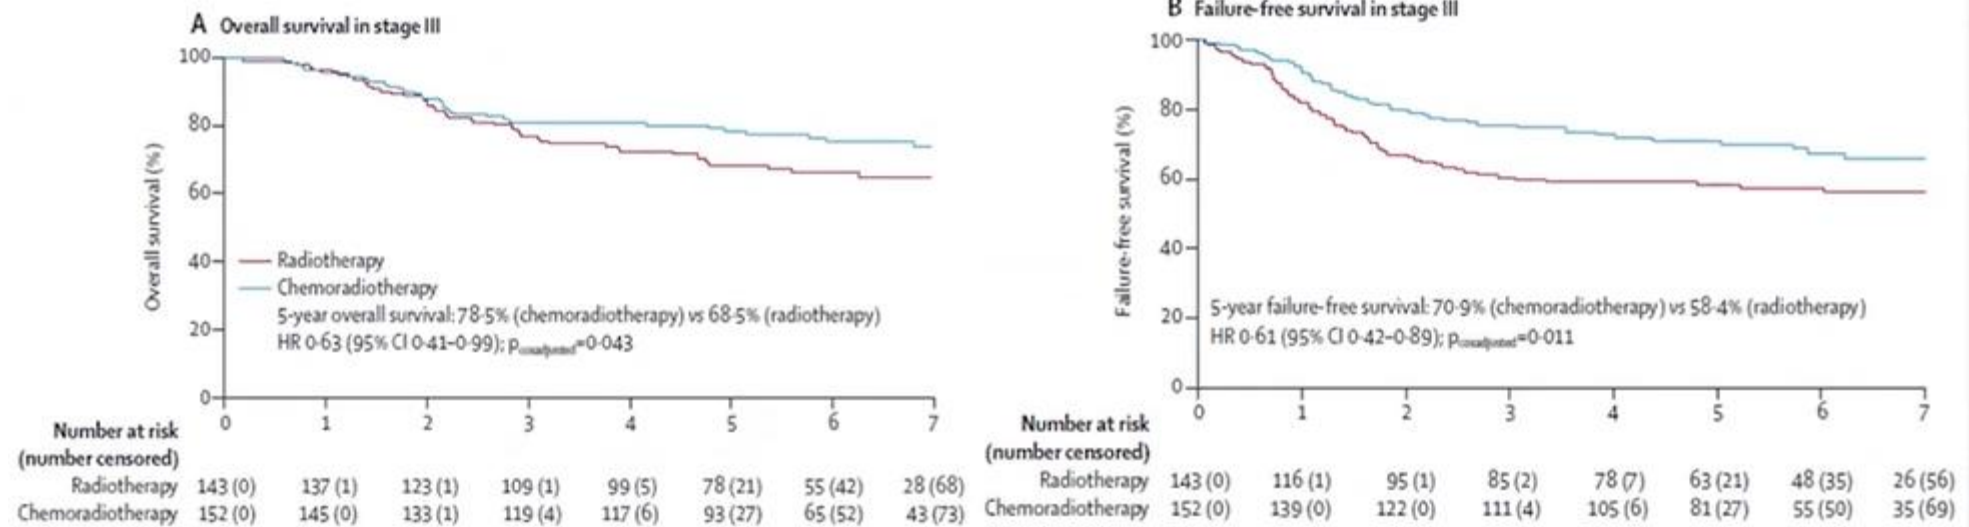 A Overall survival in stage III
100
80
60
40
20
0
Overall survival (%)
Radiotherapy
Chemoradiotherapy
5-year overall survival: 78·5% (chemoradiotherapy) vs 68·5% (radiotherapy)
HR 0·63 (95% CI 0·41–0·99); pcoxadjusted=0·043
0 1 2 3 4 5 6 7
Number at risk
(number censored)
Radiotherapy 143 (0) 137 (1) 123 (1) 109 (1) 99 (5) 78 (21) 55 (42) 28 (68)
Chemoradiotherapy 152 (0) 145 (0) 133 (1) 119 (4) 117 (6) 93 (27) 65 (52) 43 (73)
B Failure-free survival in stage III
100
80
60
40
20
0
Failure-free survival (%)
5-year failure-free survival: 70·9% (chemoradiotherapy) vs 58·4% (radiotherapy)
HR 0·61 (95% CI 0·42–0·89); pcoxadjusted=0·011
0 1 2 3 4 5 6 7
Number at risk
(number censored)
Radiotherapy 143 (0) 116 (1) 95 (1) 85 (2) 78 (7) 63 (21) 48 (35) 26 (56)
Chemoradiotherapy 152 (0) 139 (0) 122 (0) 111 (4) 105 (6) 81 (27) 55 (50) 35 (69)